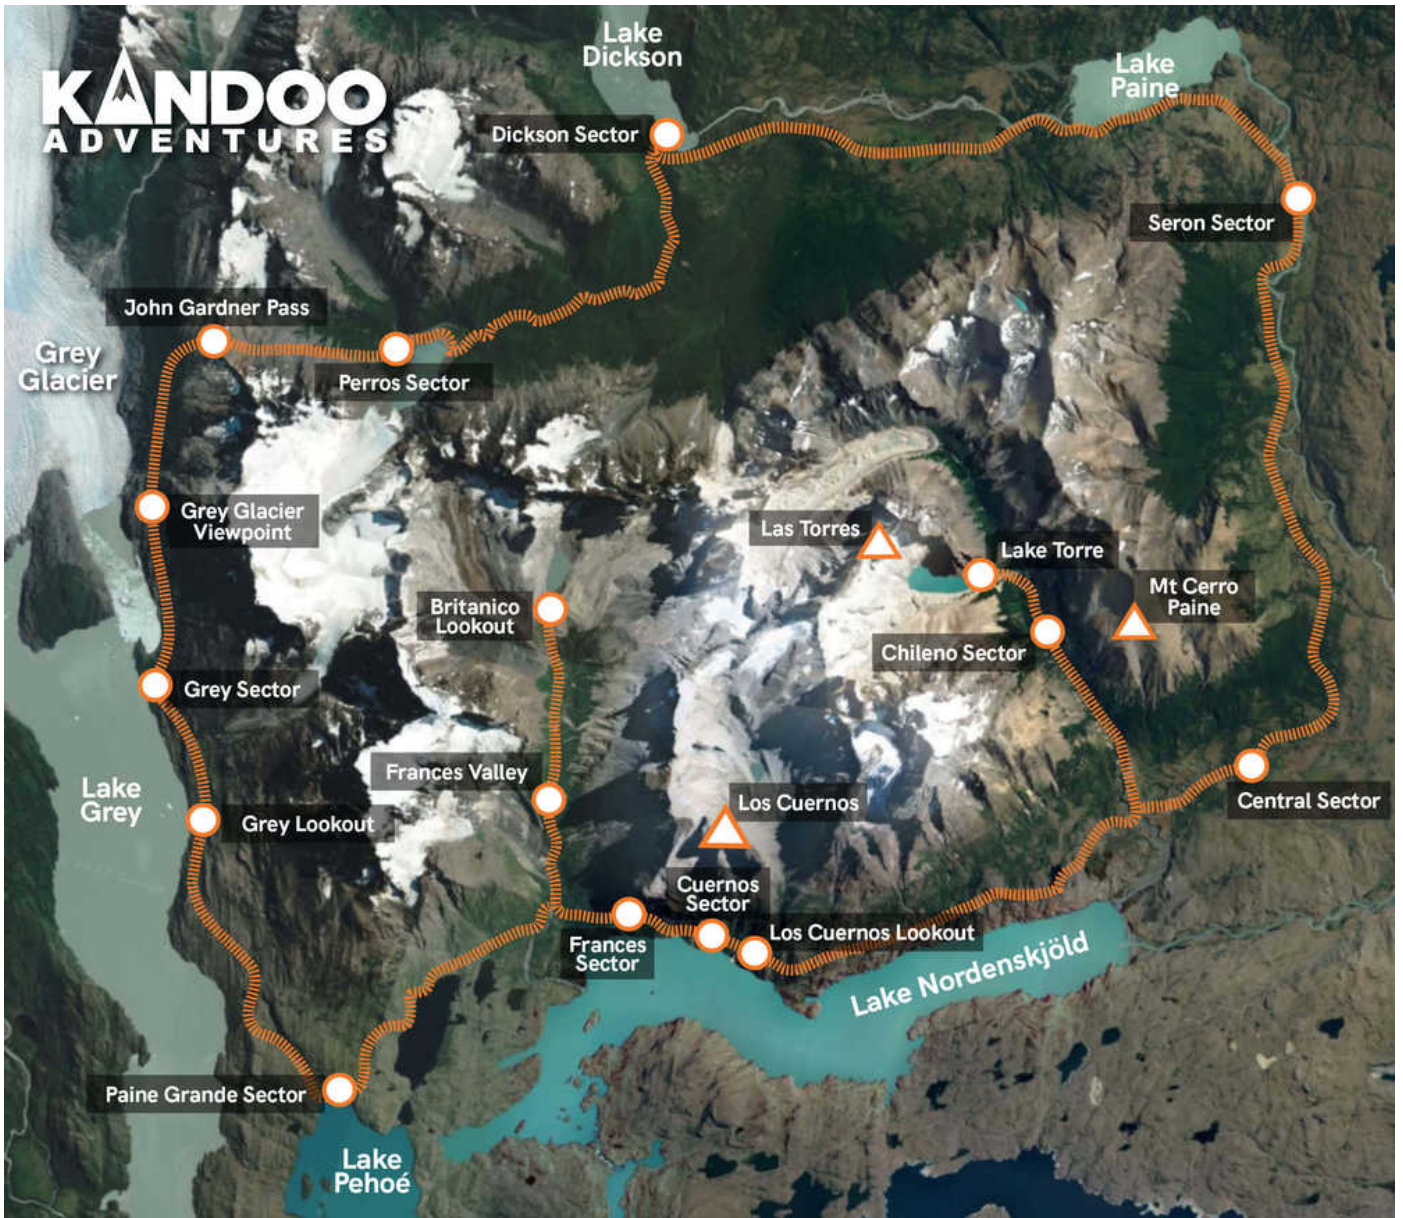 KANDOO
ADVENTURES
Lake
Dickson
Lake
Paine
Dickson Sector
Seron Sector
John Gardner Pass
Grey
Glacier
Perros Sector
Grey Glacier
Viewpoint
Las Torres
Lake Torre
Mt Cerro
Paine
Britanico
Lookout
Chileno Sector
Grey Sector
Frances Valley
Lake
Grey
Los Cuernos
Central Sector
Grey Lookout
Cuernos
Sector
Los Cuernos Lookout
Frances
Sector
Lake Nordenskjöld
Paine Grande Sector
Lake
Pehoé